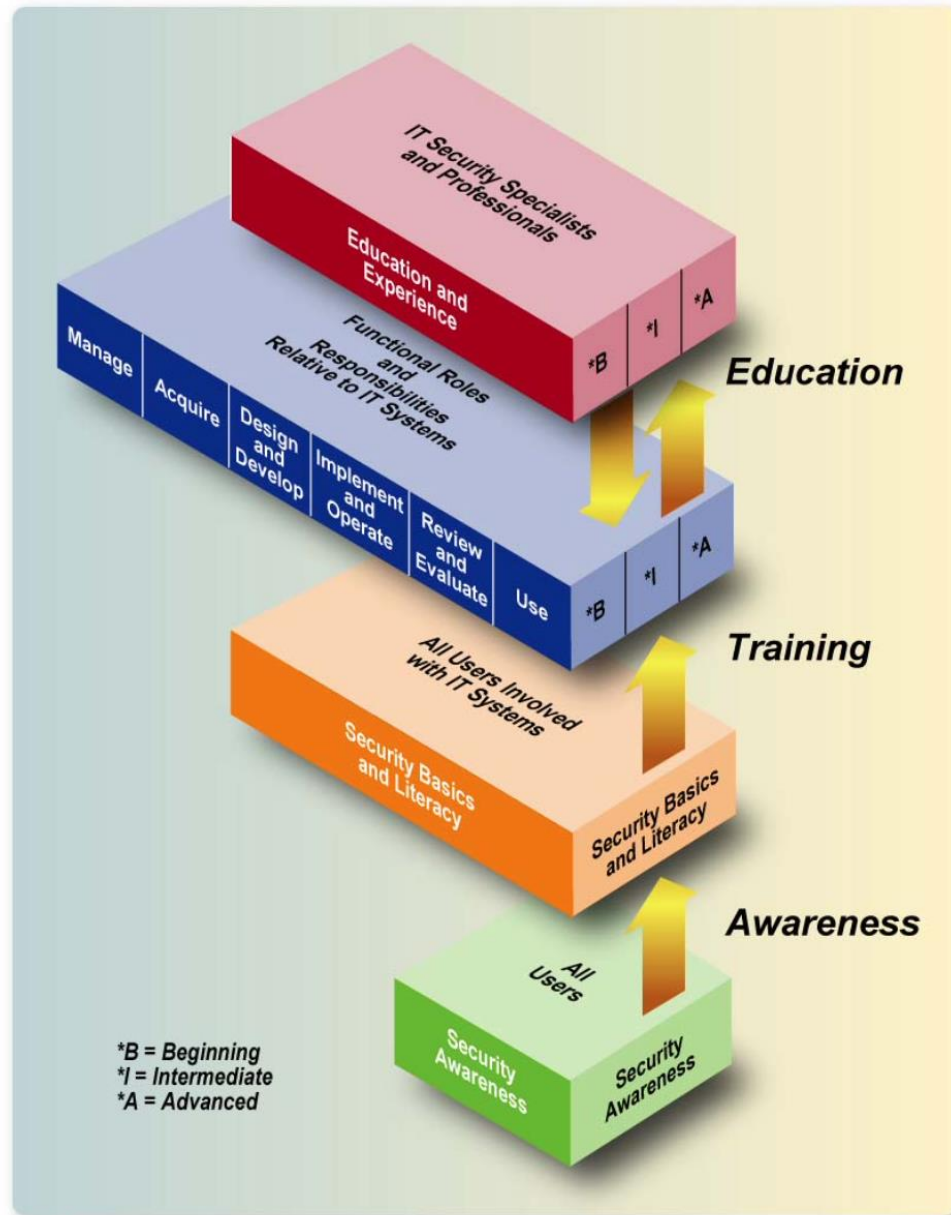 IT Security Specialists
and Professionals
Education and
Experience
*B
*I
*A
Education
Functional Roles
and
Responsibilities
Relative to IT Systems
Manage
Acquire
Design
and
Develop
Implement
and
Operate
Review
and
Evaluate
Use
*B
*I
*A
Training
All Users Involved
with IT Systems
Security Basics
and Literacy
Security Basics
and Literacy
Awareness
All
Users
Security
Awareness
Security
Awareness
*B = Beginning
*I = Intermediate
*A = Advanced